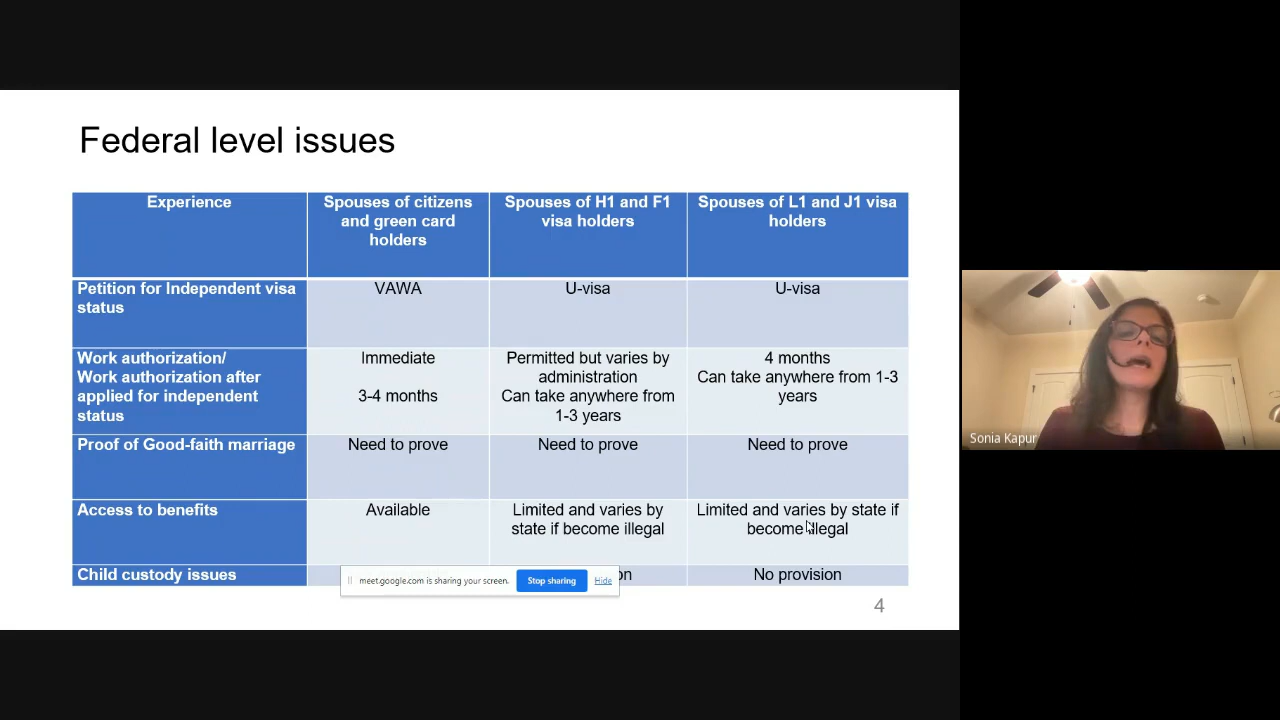 Federal level issues
Experience
Spouses of citizens
and green card
holders
Spouses of H1 and F1
visa holders
Spouses of L1 and J1 visa
holders
Petition for Independent visa
status
VAWA
U-visa
U-visa
Work authorization/
Work authorization after
applied for independent
status
Immediate
3-4 months
Permitted but varies by
administration
Can take anywhere from
1-3 years
4 months
Can take anywhere from 1-3
years
Proof of Good-faith marriage
Need to prove
Need to prove
Need to prove
Access to benefits
Available
Limited and varies by
state if become illegal
Limited and varies by state if
become illegal
Child custody issues
No provision
meet.google.com is sharing your screen.
Stop sharing
Hide
4
Sonia Kapur